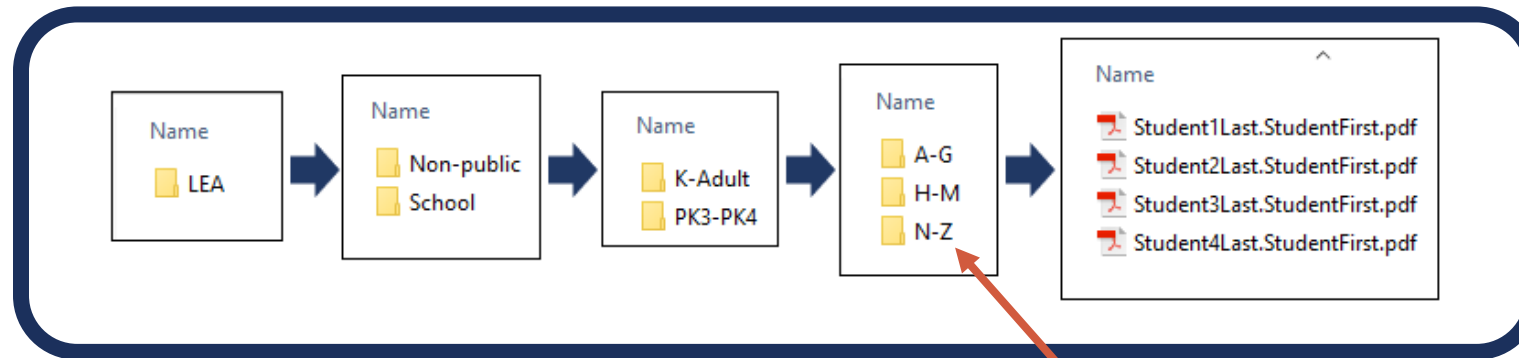 Name
LEA
Name
Non-public
School
Name
K-Adult
PK3-PK4
Name
A-G
H-M
N-Z
Name
Student1Last.StudentFirst.pdf
Student2Last.StudentFirst.pdf
Student3Last.StudentFirst.pdf
Student4Last.StudentFirst.pdf